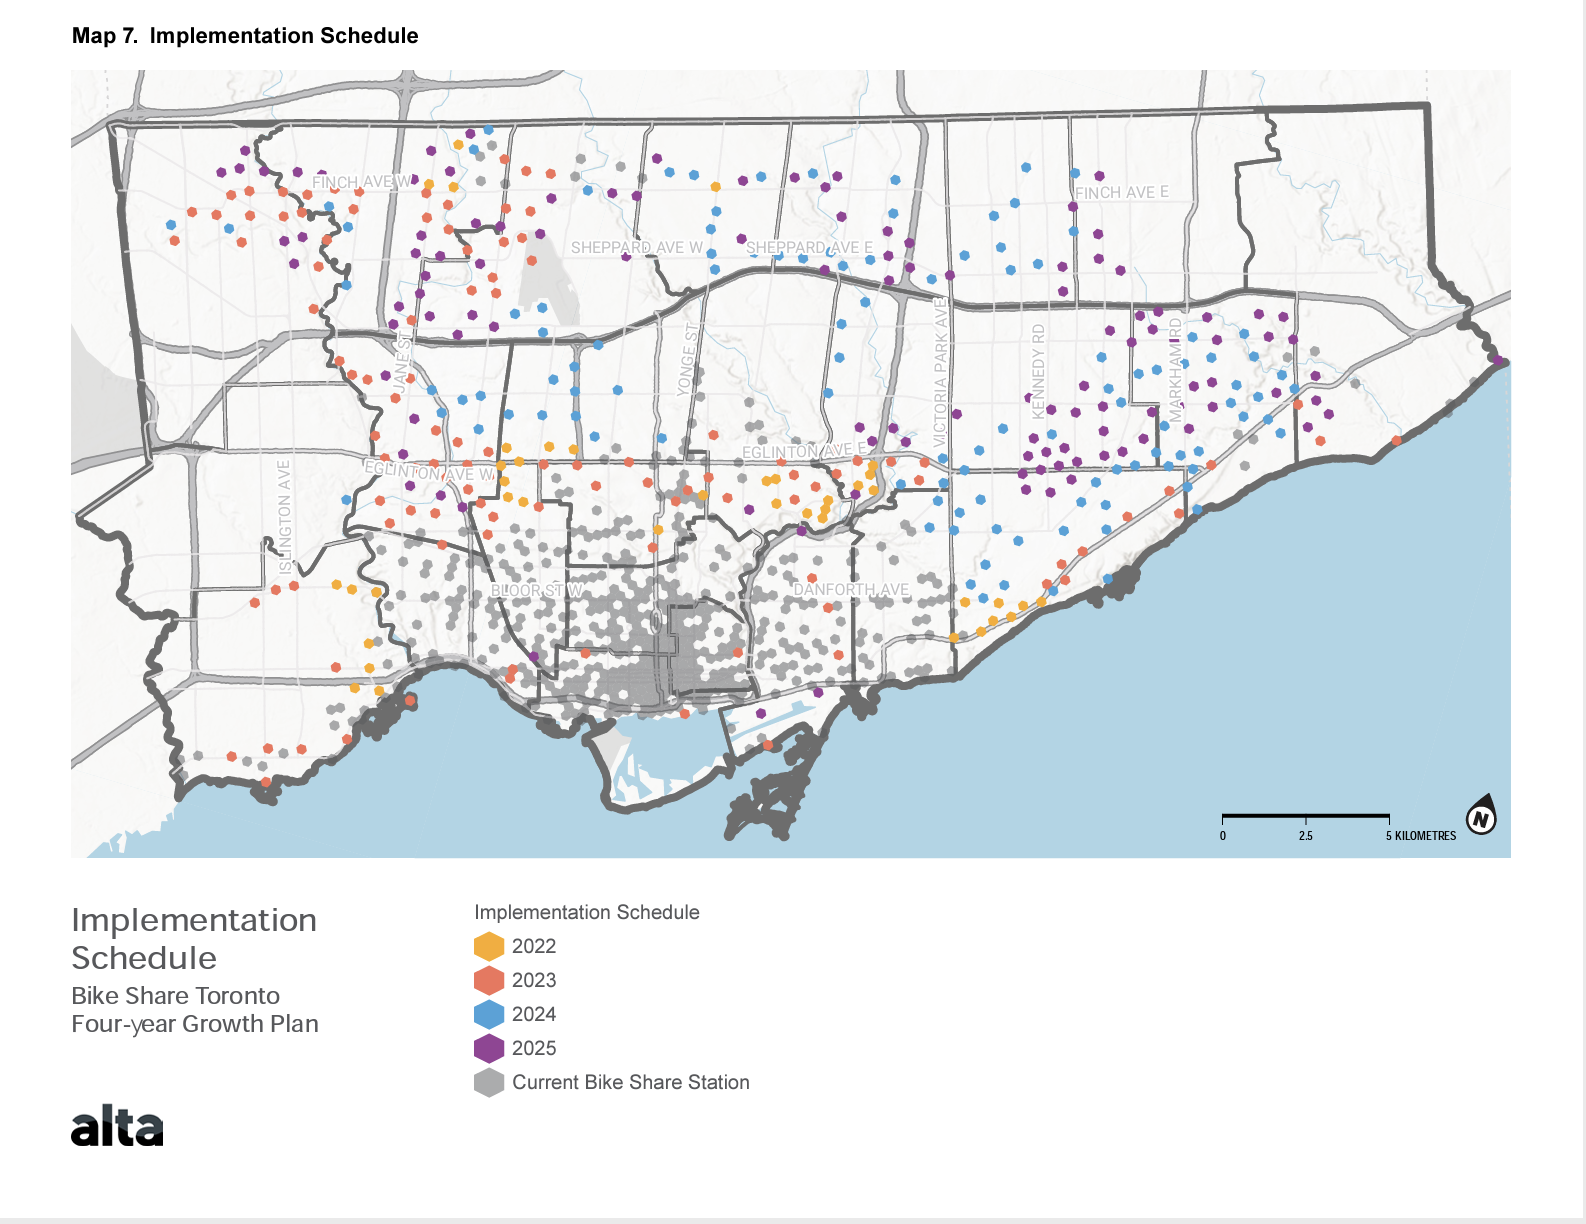 Map 7. Implementation Schedule
FINCH AVE W
FINCH AVE E
SHEPPARD AVE W
SHEPPARD AVE E
JANE ST
YONGE ST
VICTORIA PARK AVE
KENNEDY RD
MARKHAM RD
EGLINTON AVE E
EGLINTON AVE W
ISLINGTON AVE
BLOOR ST W
DANFORTH AVE
N
0 2.5 5 KILOMETRES
Implementation
Schedule
Bike Share Toronto
Four-year Growth Plan
Implementation Schedule
2022
2023
2024
2025
Current Bike Share Station
alta